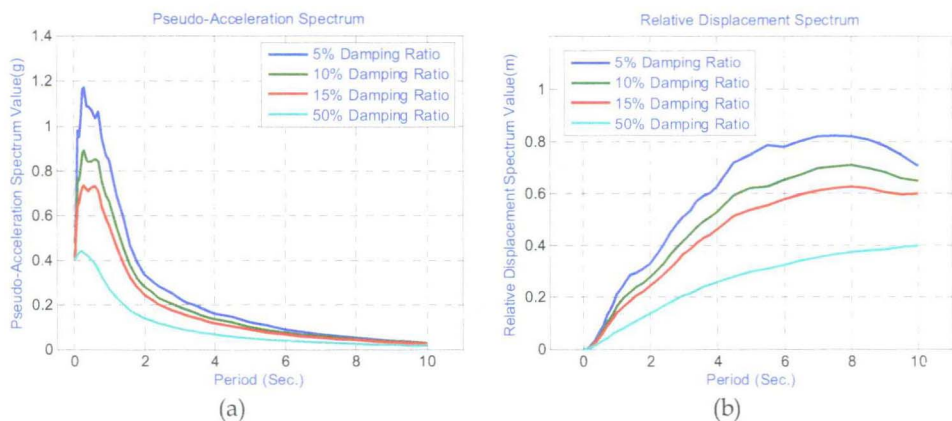 Pseudo-Acceleration Spectrum
Pseudo-Acceleration Spectrum Value(g)
1.4
1.2
1
0.8
0.6
0.4
0.2
0
5% Damping Ratio
10% Damping Ratio
15% Damping Ratio
50% Damping Ratio
0 2 4 6 8 10
Period (Sec.)
(a)
Relative Displacement Spectrum
Relative Displacement Spectrum Value(m)
1
0.8
0.6
0.4
0.2
0
5% Damping Ratio
10% Damping Ratio
15% Damping Ratio
50% Damping Ratio
0 2 4 6 8 10
Period (Sec.)
(b)